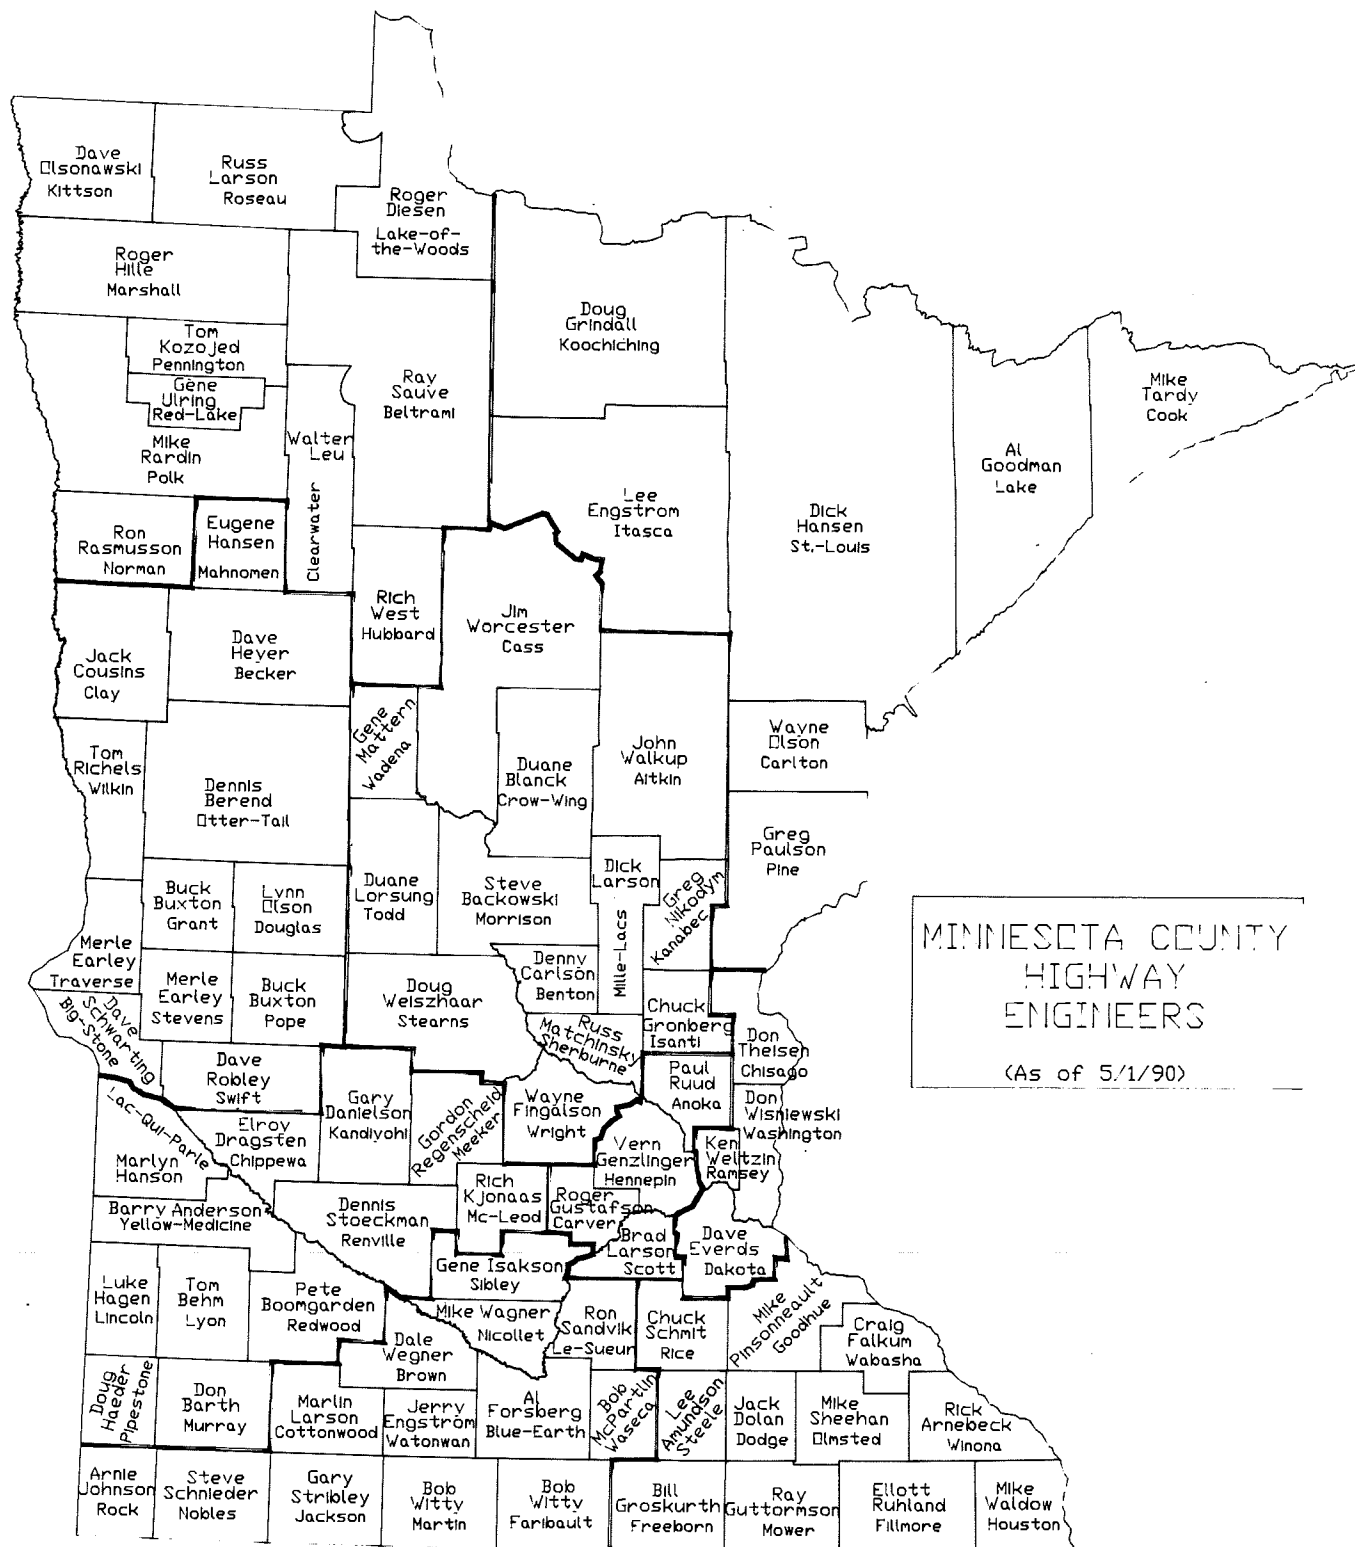 Dave
Olsonawski
Kittson
Russ
Larson
Roseau
Roger
Diesen
Lake-of-
the-Woods
Roger
Hille
Marshall
Tom
Kozojed
Pennington
Gene
Ulring
Red-Lake
Mike
Rardin
Polk
Walter
Leu
Clearwater
Ray
Sauve
Beltrami
Doug
Grindall
Koochiching
Lee
Engstrom
Itasca
Dick
Hansen
St.-Louis
Al
Goodman
Lake
Mike
Tardy
Cook
Ron
Rasmusson
Norman
Eugene
Hansen
Mahnomen
Rich
West
Hubbard
Jim
Worcester
Cass
Jack
Cousins
Clay
Dave
Heyer
Becker
Gene
Mattern
Wadena
Tom
Richels
Wilkin
Dennis
Berend
Otter-Tail
Duane
Blanck
Crow-Wing
John
Walkup
Aitkin
Wayne
Olson
Carlton
Greg
Paulson
Pine
Buck
Buxton
Grant
Lynn
Olson
Douglas
Duane
Lorsung
Todd
Steve
Backowski
Morrison
Dick
Larson
Mille-Lacs
Greg
Nikodym
Kanabec
Merle
Earley
Traverse
Merle
Earley
Stevens
Buck
Buxton
Pope
Doug
Weiszhaar
Stearns
Denny
Carlson
Benton
Chuck
Gronberg
Isanti
Dave
Schwarting
Big-Stone
Dave
Robley
Swift
Russ
Matchinsky
Sherburne
Paul
Ruud
Anoka
Don
Theisen
Chisago
Don
Wisniewski
Washington
MINNESOTA COUNTY
HIGHWAY
ENGINEERS
(As of 5/1/90)
Lac-Qui-Parle
Marlyn
Hanson
Elroy
Dragsten
Chippewa
Gary
Danielson
Kandiyohi
Gordon
Regenscheid
Meeker
Wayne
Fingalson
Wright
Vern
Genzlinger
Hennepin
Ken
Weltzin
Ramsey
Barry Anderson
Yellow-Medicine
Dennis
Stoeckman
Renville
Rich
Kjonaas
Mc-Leod
Roger
Gustafson
Carver
Brad
Larson
Scott
Dave
Everds
Dakota
Luke
Hagen
Lincoln
Tom
Behm
Lyon
Pete
Boomgarden
Redwood
Gene Isakson
Sibley
Mike Wagner
Nicollet
Ron
Sandvik
Le-Sueur
Chuck
Schmit
Rice
Mike
Pinsonneault
Goodhue
Craig
Falkum
Wabasha
Dale
Wegner
Brown
Doug
Haeder
Pipestone
Don
Barth
Murray
Marlin
Larson
Cottonwood
Jerry
Engstrom
Watonwan
Al
Forsberg
Blue-Earth
Bob
McPartlin
Waseca
Lee
Amundson
Steele
Jack
Dolan
Dodge
Mike
Sheehan
Olmsted
Rick
Arnebeck
Winona
Arnie
Johnson
Rock
Steve
Schnieder
Nobles
Gary
Stribley
Jackson
Bob
Witty
Martin
Bob
Witty
Faribault
Bill
Groskurth
Freeborn
Ray
Guttormson
Mower
Ellott
Ruhland
Fillmore
Mike
Waldow
Houston